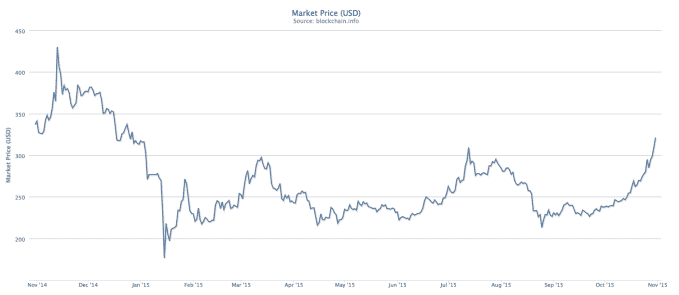 Market Price (USD)
Source: blockchain.info
450
400
350
300
250
200
Market Price (USD)
Nov '14 Dec '14 Jan '15 Feb '15 Mar '15 Apr '15 May '15 Jun '15 Jul '15 Aug '15 Sep '15 Oct '15 Nov '15